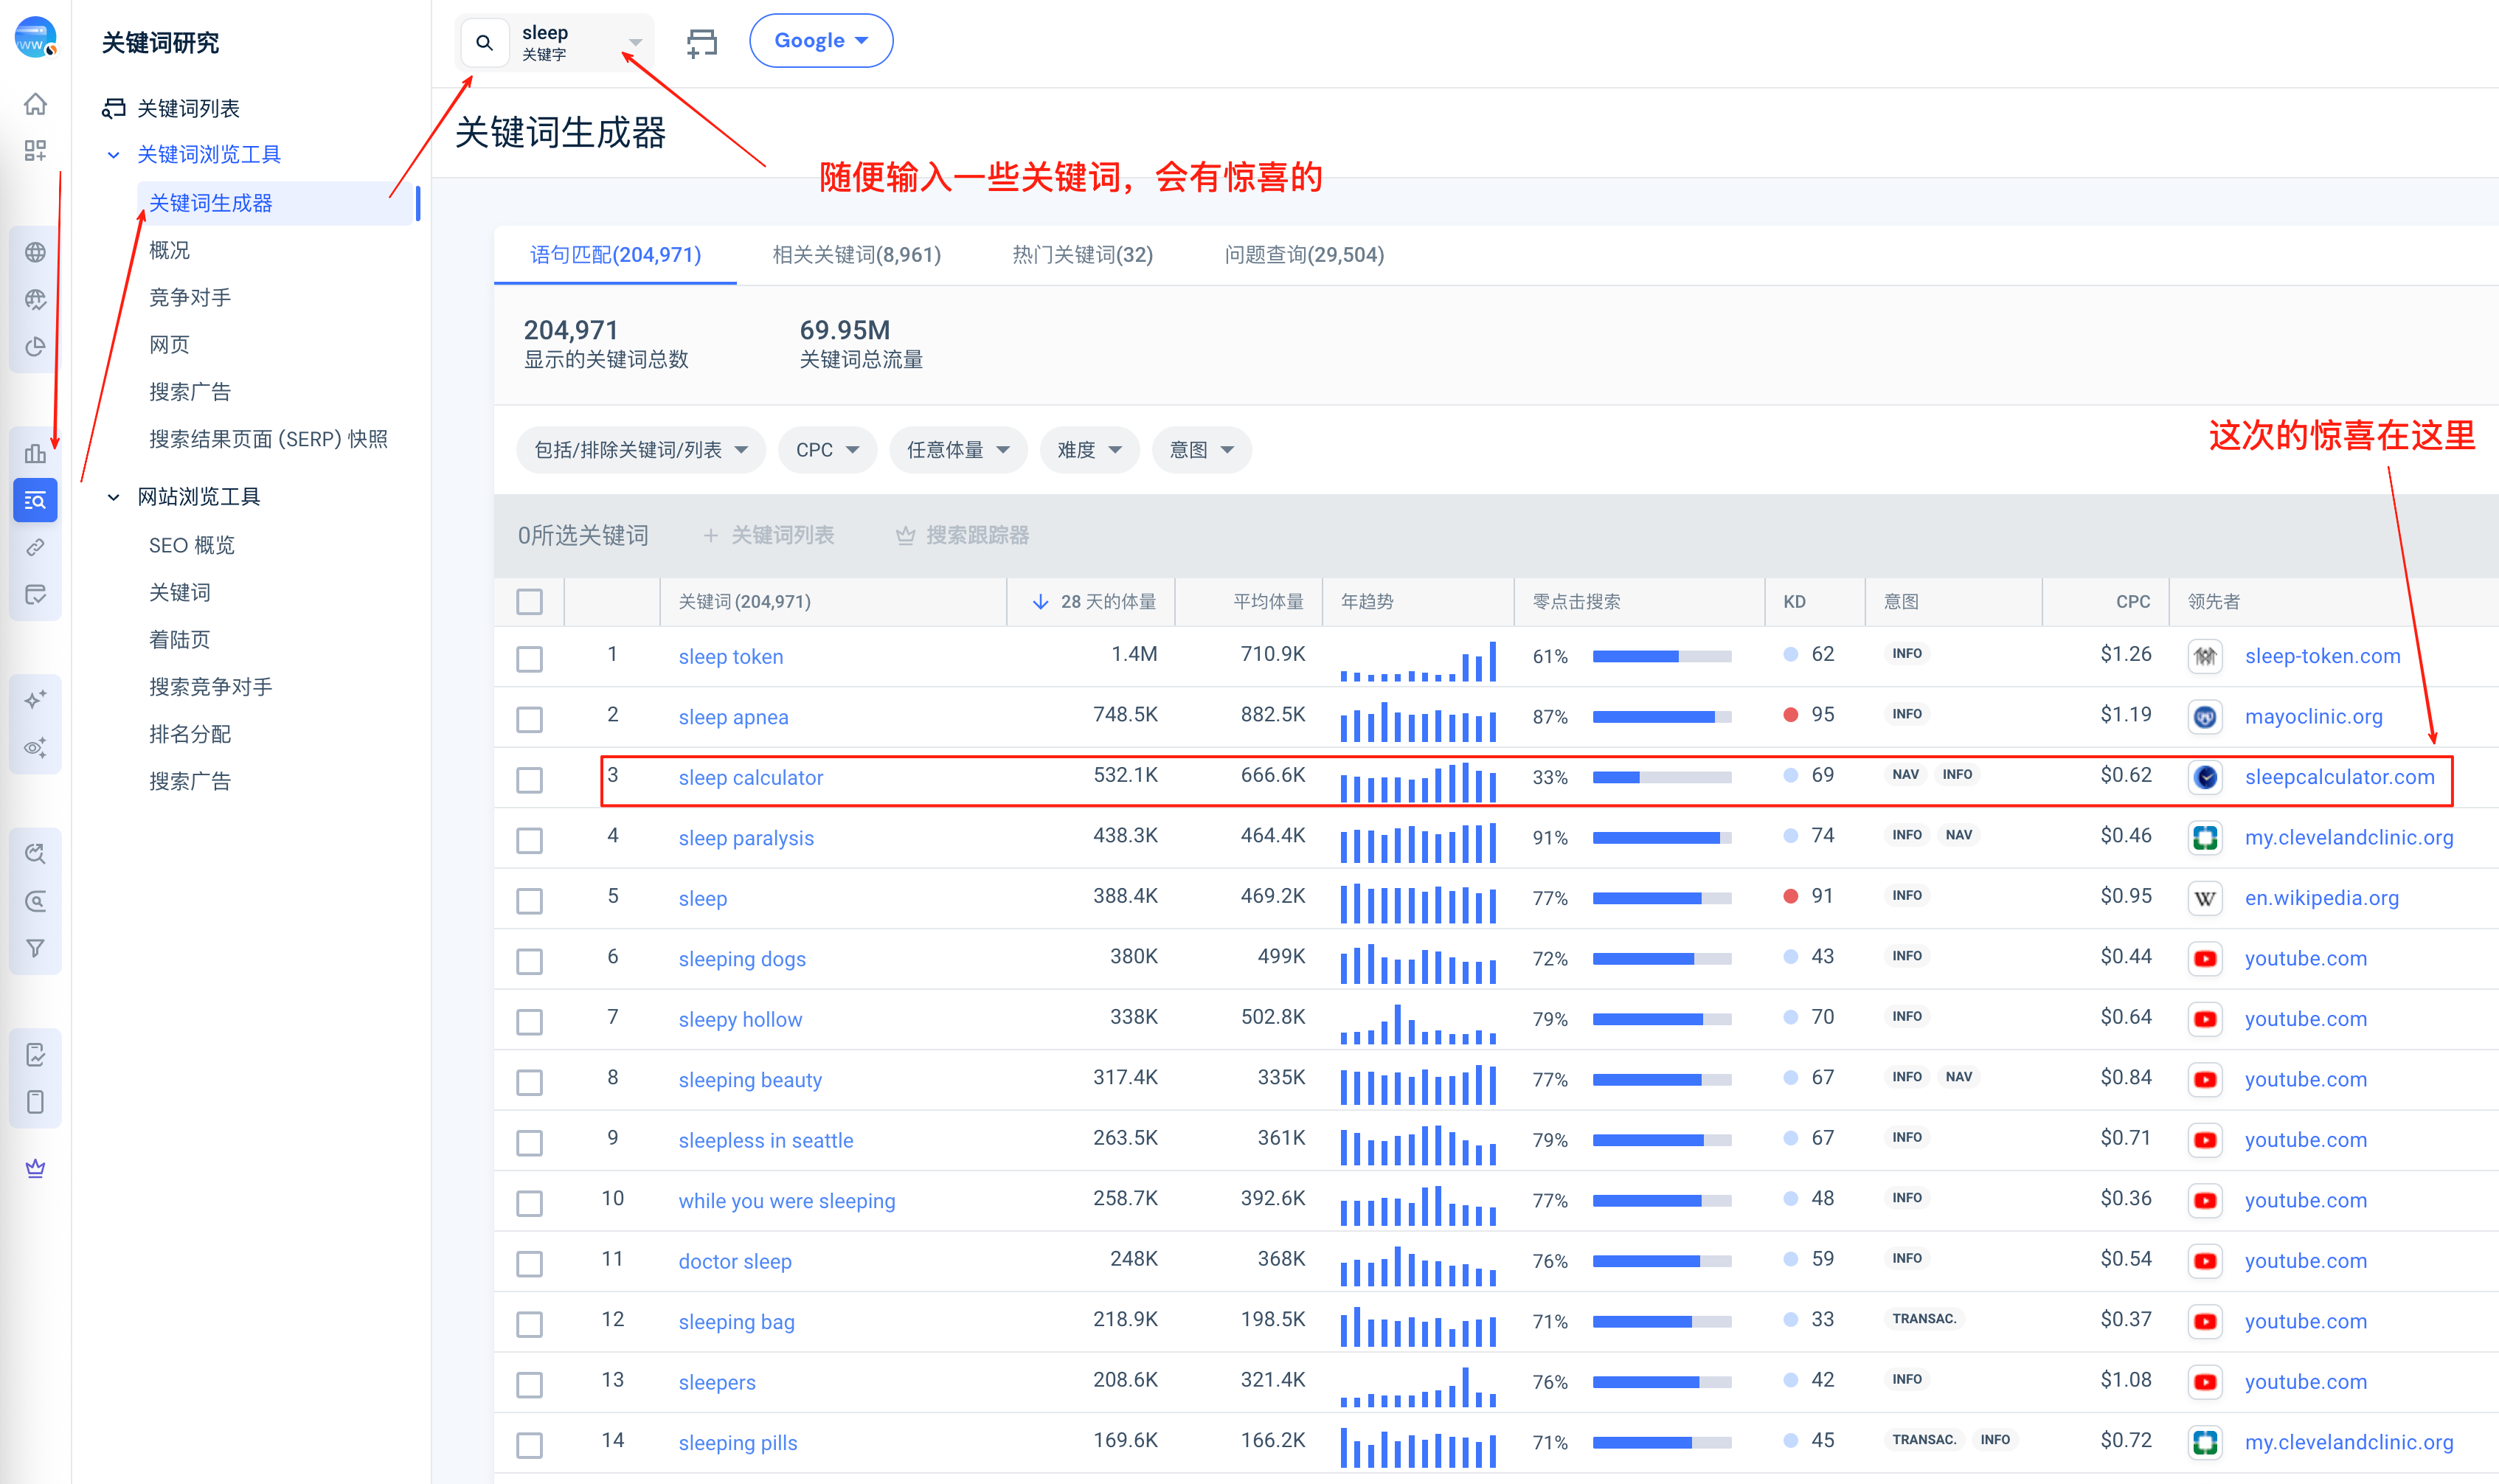 www
关键词研究
sleep
关键字
Google
关键词列表
关键词浏览工具
关键词生成器
概况
竞争对手
网页
搜索广告
搜索结果页面 (SERP) 快照
网站浏览工具
SEO 概览
关键词
着陆页
搜索竞争对手
排名分配
搜索广告
关键词生成器
随便输入一些关键词，会有惊喜的
语句匹配(204,971)
相关关键词(8,961)
热门关键词(32)
问题查询(29,504)
204,971
显示的关键词总数
69.95M
关键词总流量
这次的惊喜在这里
包括/排除关键词/列表
CPC
任意体量
难度
意图
0所选关键词
关键词列表
搜索跟踪器
关键词 (204,971) 28 天的体量 平均体量 年趋势 零点击搜索 KD 意图 CPC 领先者
1 sleep token 1.4M 710.9K 61% 62 INFO $1.26 sleep-token.com
2 sleep apnea 748.5K 882.5K 87% 95 INFO $1.19 mayoclinic.org
3 sleep calculator 532.1K 666.6K 33% 69 NAV INFO $0.62 sleepcalculator.com
4 sleep paralysis 438.3K 464.4K 91% 74 INFO NAV $0.46 my.clevelandclinic.org
5 sleep 388.4K 469.2K 77% 91 INFO $0.95 W en.wikipedia.org
6 sleeping dogs 380K 499K 72% 43 INFO $0.44 youtube.com
7 sleepy hollow 338K 502.8K 79% 70 INFO $0.64 youtube.com
8 sleeping beauty 317.4K 335K 77% 67 INFO NAV $0.84 youtube.com
9 sleepless in seattle 263.5K 361K 79% 67 INFO $0.71 youtube.com
10 while you were sleeping 258.7K 392.6K 77% 48 INFO $0.36 youtube.com
11 doctor sleep 248K 368K 76% 59 INFO $0.54 youtube.com
12 sleeping bag 218.9K 198.5K 71% 33 TRANSAC. $0.37 youtube.com
13 sleepers 208.6K 321.4K 76% 42 INFO $1.08 youtube.com
14 sleeping pills 169.6K 166.2K 71% 45 TRANSAC. INFO $0.72 my.clevelandclinic.org